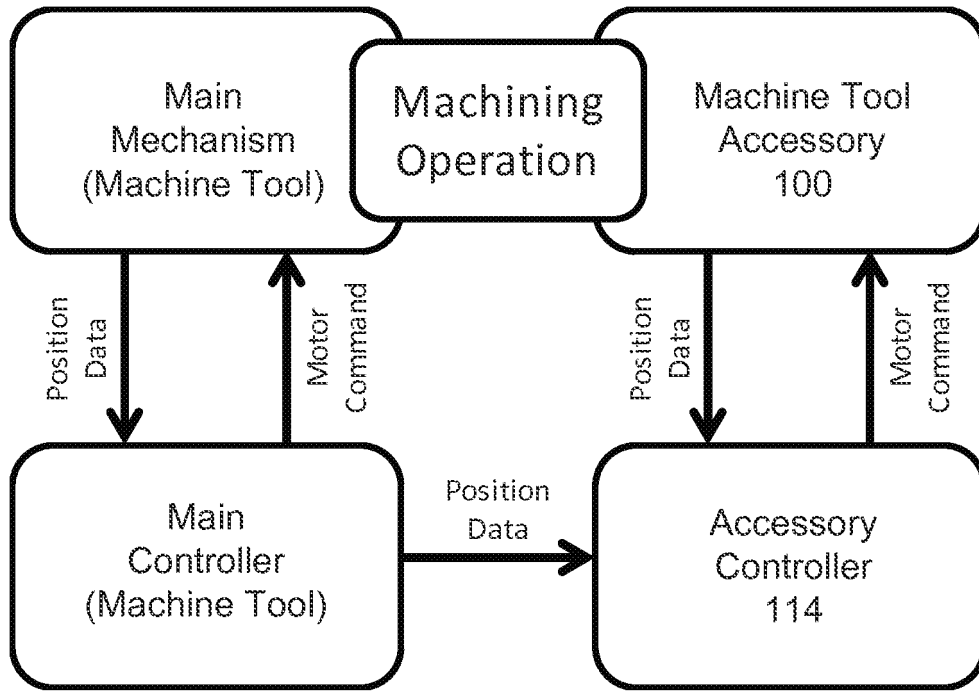 Main
Mechanism
(Machine Tool)
Machining
Operation
Machine Tool
Accessory
100
Position
Data
Motor
Command
Position
Data
Motor
Command
Main
Controller
(Machine Tool)
Position
Data
Accessory
Controller
114